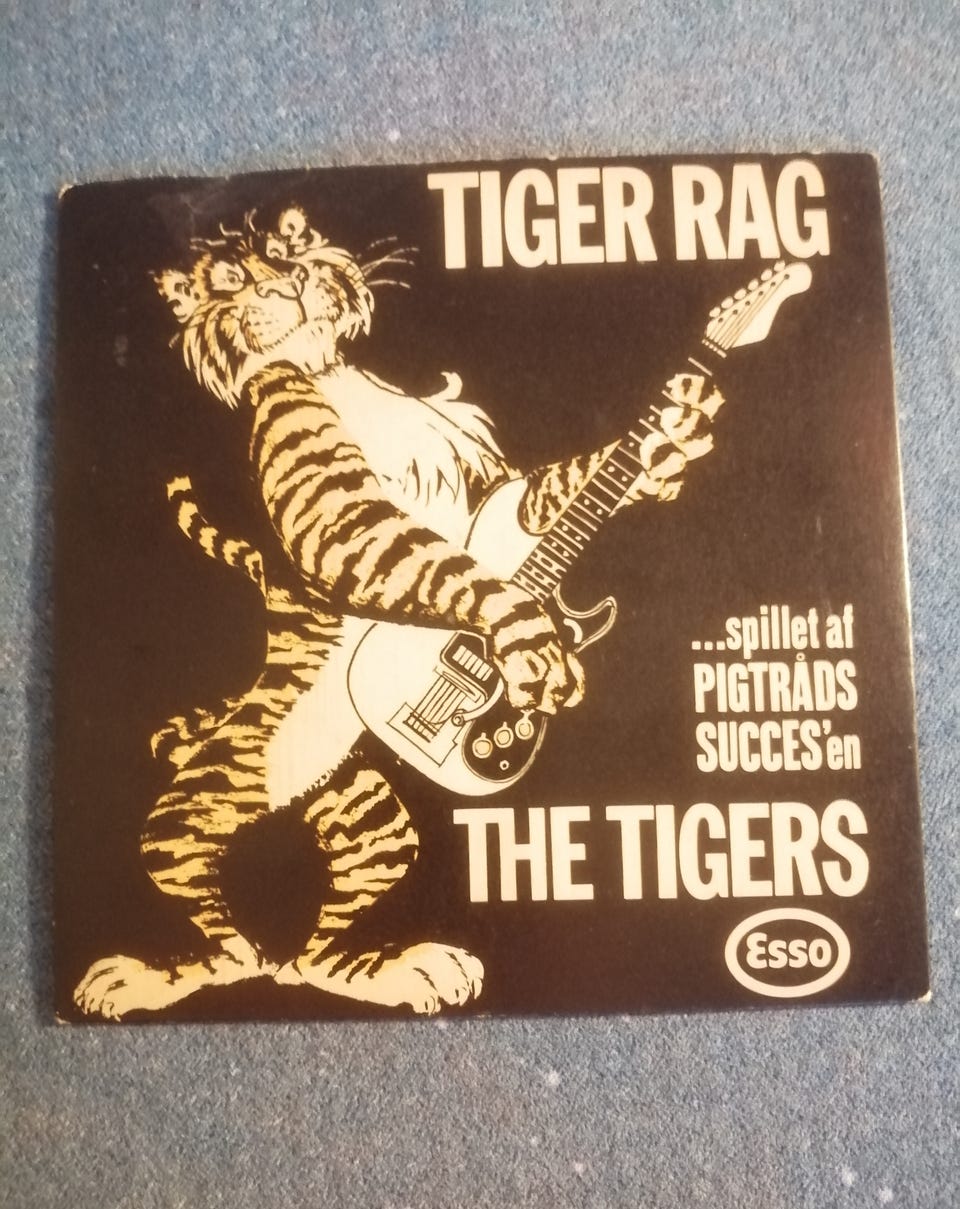 TIGER RAG
...spillet af
PIGTRÅDS
SUCCES'en
THE TIGERS
Esso